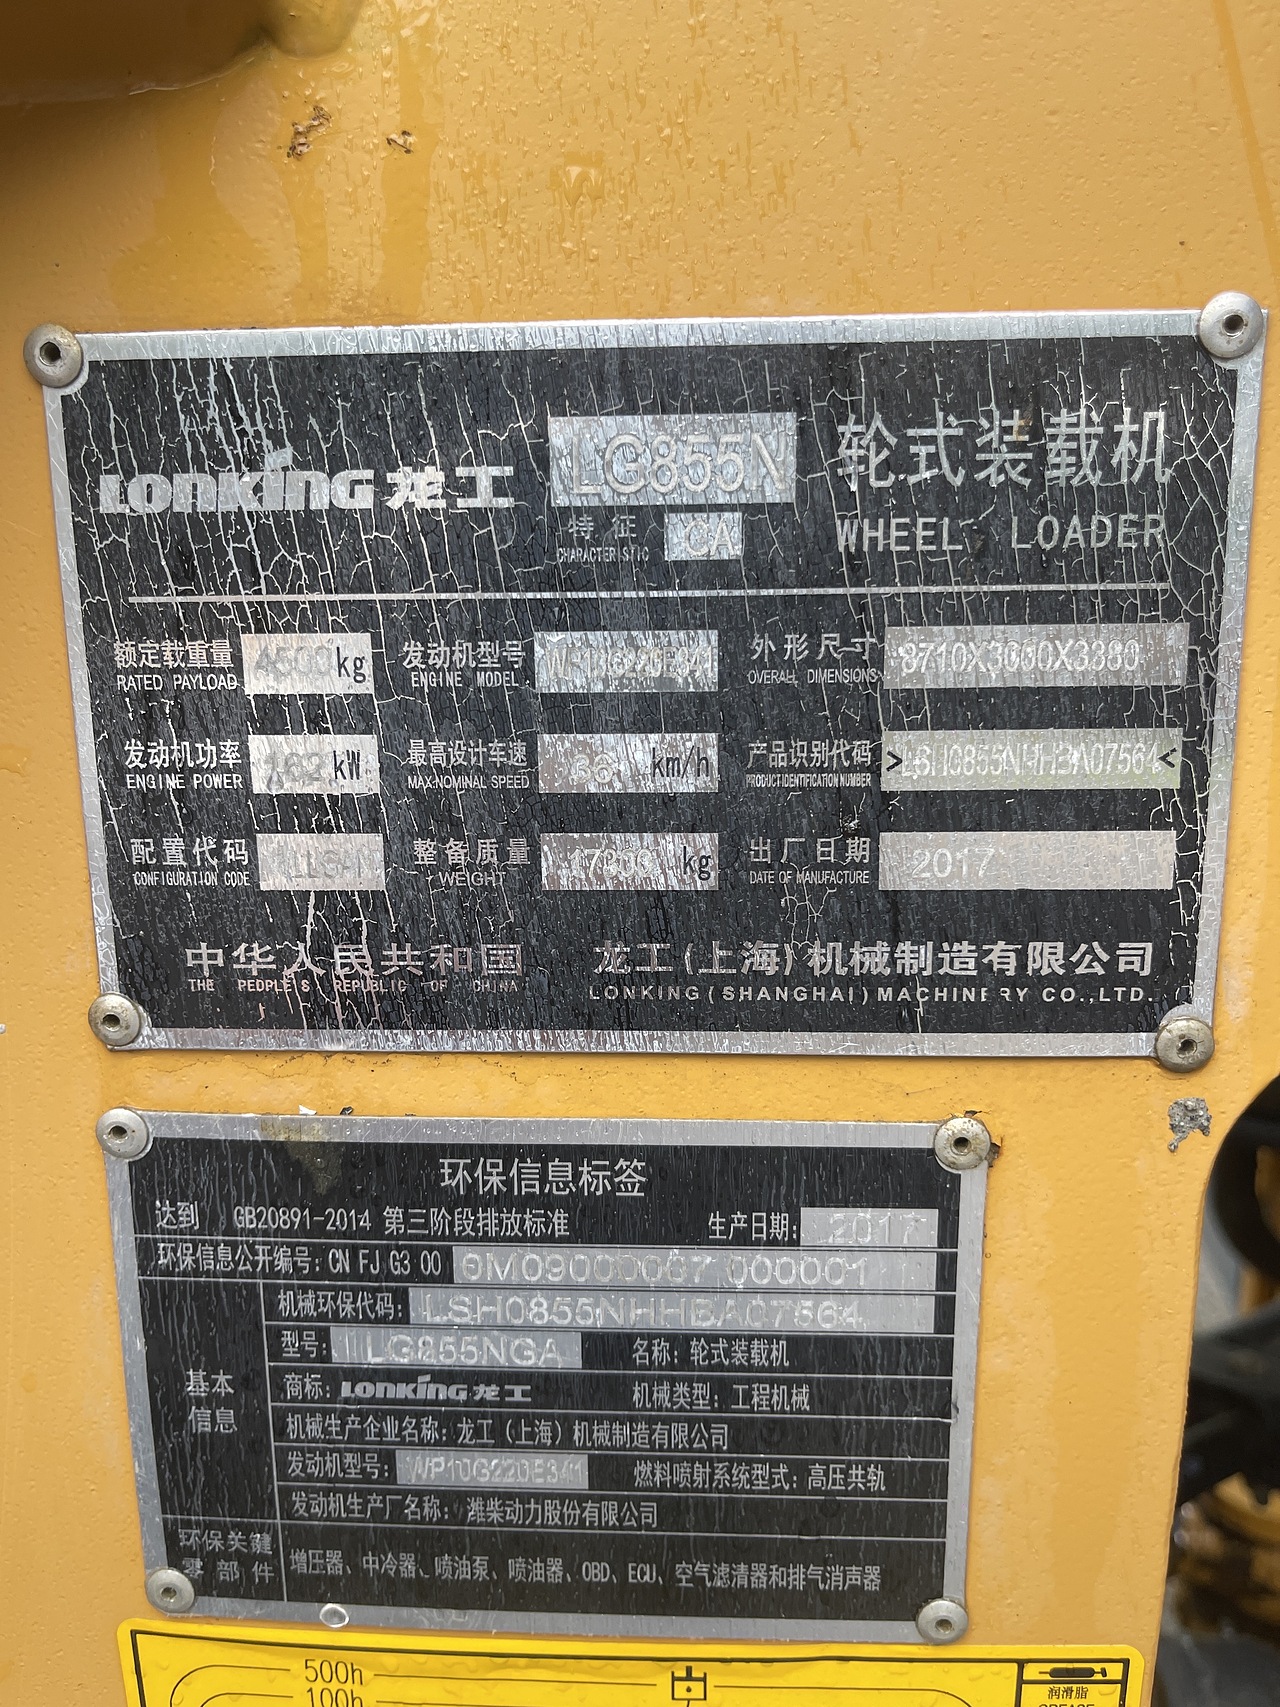 LONKING 龙工 LG855N 轮式装载机
特征 WHEEL LOADER
CHARACTERISTIC
额定载重量 kg 发动机型号 外形尺寸 8710X3000X3380
RATED PAYLOAD ENGINE MODEL OVERALL DIMENSIONS
发动机功率 162 kW 最高设计车速 km/h 产品识别代码
ENGINE POWER MAX·NOMINAL SPEED PRODUCT IDENTIFICATION NUMBER
配置代码 整备质量 17300 kg 出厂日期 2017
CONFIGURATION CODE WEIGHT DATE OF MANUFACTURE
中华人民共和国 龙工(上海)机械制造有限公司
THE PEOPLE'S REPUBLIC OF CHINA LONKING (SHANGHAI) MACHINERY CO.,LTD.
环保信息标签
达到 GB20891-2014 第三阶段排放标准 生产日期: 2017
环保信息公开编号: CN FJ G3 00 000001
机械环保代码:
型号: 名称: 轮式装载机
基本信息
商标: LONKING 龙工 机械类型: 工程机械
机械生产企业名称: 龙工(上海)机械制造有限公司
发动机型号: WP10G220E341 燃料喷射系统型式: 高压共轨
发动机生产厂名称: 潍柴动力股份有限公司
环保关键零部件 增压器、中冷器、喷油泵、喷油器、OBD、ECU、空气滤清器和排气消声器
500h
100h
润滑脂